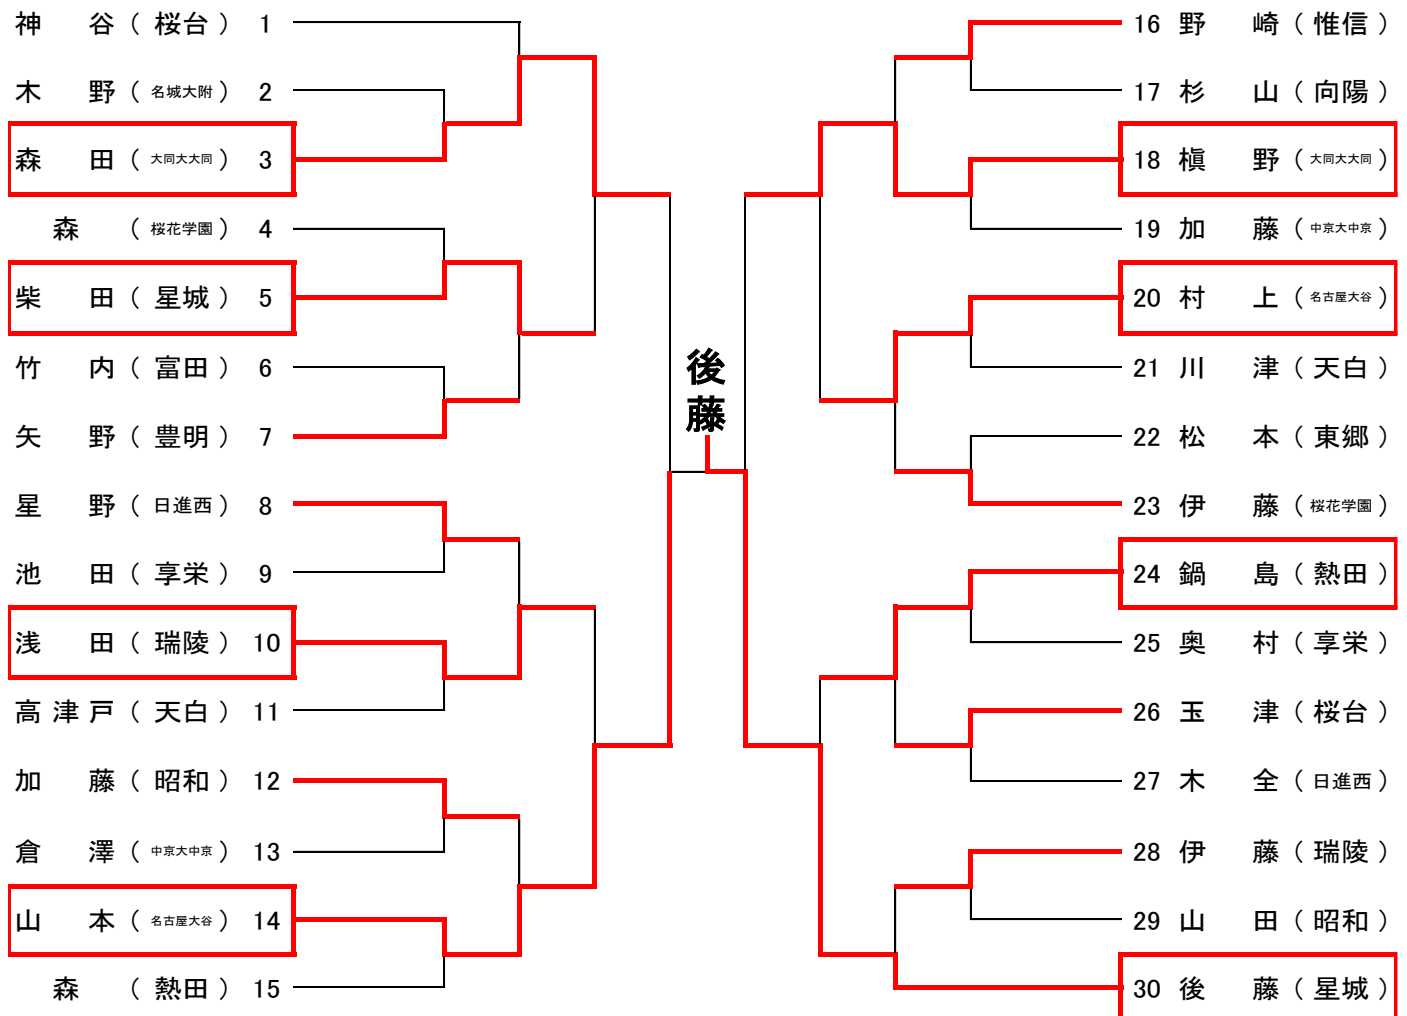 神谷（桜台）1
木野（名城大附）2
森田（大同大大同）3
森（桜花学園）4
柴田（星城）5
竹内（富田）6
矢野（豊明）7
星野（日進西）8
池田（享栄）9
浅田（瑞陵）10
高津戸（天白）11
加藤（昭和）12
倉澤（中京大中京）13
山本（名古屋大谷）14
森（熱田）15
後藤
16 野崎（惟信）
17 杉山（向陽）
18 槇野（大同大大同）
19 加藤（中京大中京）
20 村上（名古屋大谷）
21 川津（天白）
22 松本（東郷）
23 伊藤（桜花学園）
24 鍋島（熱田）
25 奥村（享栄）
26 玉津（桜台）
27 木全（日進西）
28 伊藤（瑞陵）
29 山田（昭和）
30 後藤（星城）